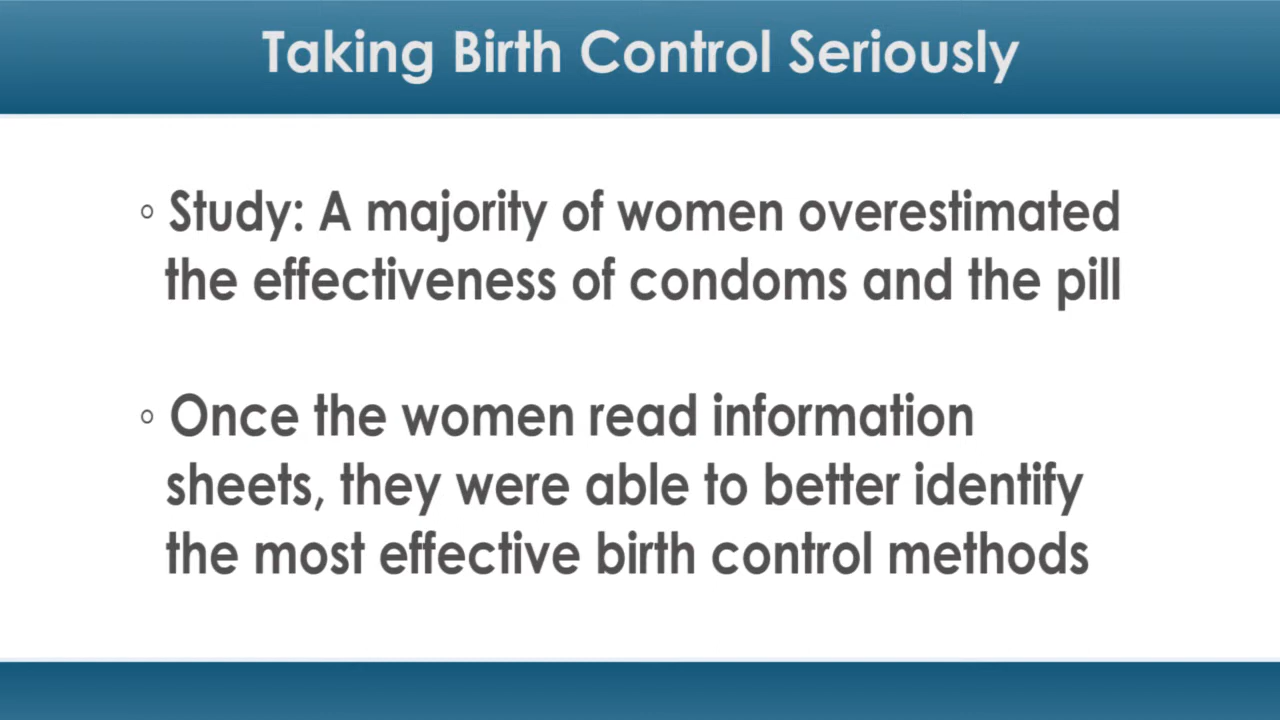 Taking Birth Control Seriously
◦ Study: A majority of women overestimated
the effectiveness of condoms and the pill
◦ Once the women read information
sheets, they were able to better identify
the most effective birth control methods